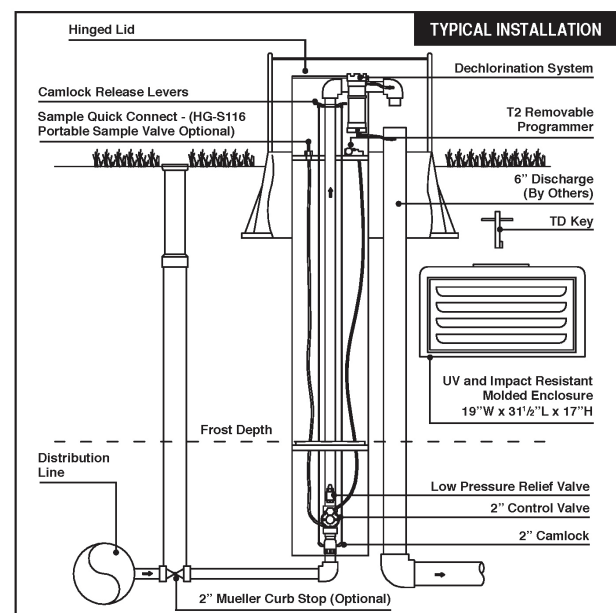 TYPICAL INSTALLATION
Hinged Lid
Dechlorination System
Camlock Release Levers
Sample Quick Connect - (HG-S116
Portable Sample Valve Optional)
T2 Removable
Programmer
6" Discharge
(By Others)
TD Key
UV and Impact Resistant
Molded Enclosure
19"W x 31½"L x 17"H
Frost Depth
Distribution
Line
Low Pressure Relief Valve
2" Control Valve
2" Camlock
2" Mueller Curb Stop (Optional)